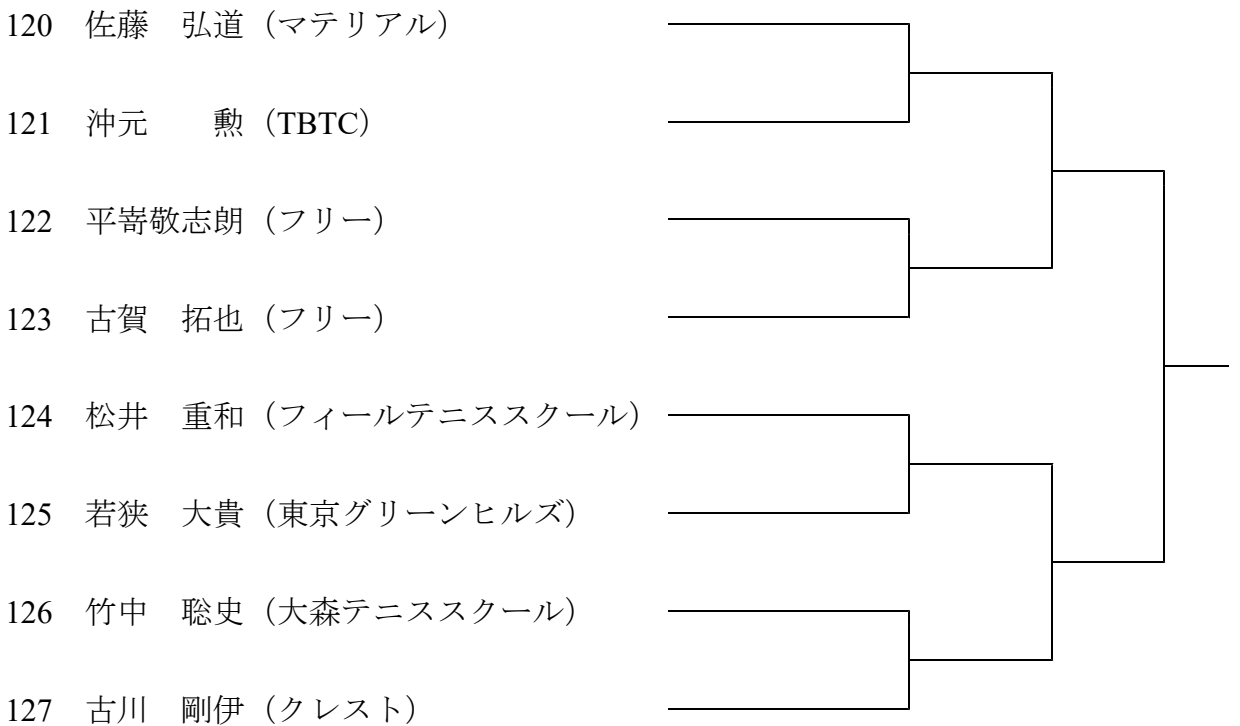 120 佐藤　弘道（マテリアル）
121 沖元　　勲（TBTC）
122 平嵜敬志朗（フリー）
123 古賀　拓也（フリー）
124 松井　重和（フィールテニススクール）
125 若狭　大貴（東京グリーンヒルズ）
126 竹中　聡史（大森テニススクール）
127 古川　剛伊（クレスト）